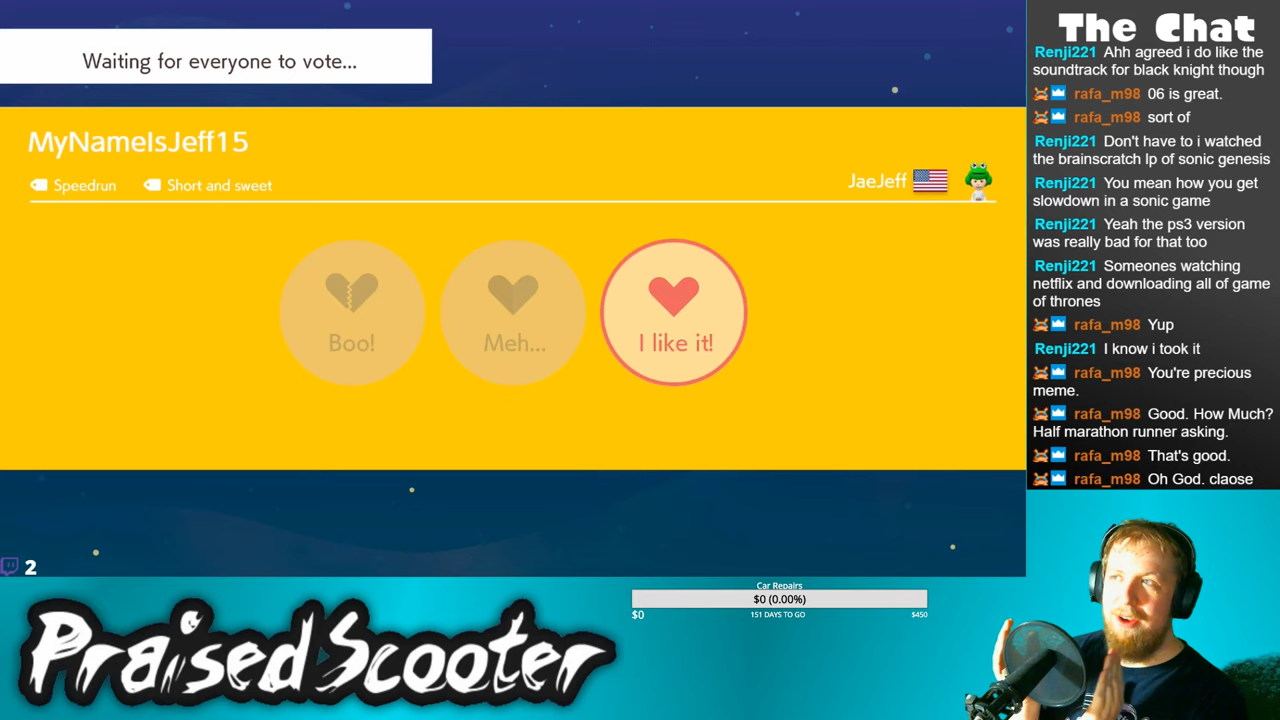 Waiting for everyone to vote...
MyNameIsJeff15
Speedrun Short and sweet
JaeJeff
Boo!
Meh...
I like it!
2
Car Repairs
$0 (0.00%)
$0 151 DAYS TO GO $450
PraisedScooter
The Chat
Renji221 Ahh agreed i do like the
soundtrack for black knight though
rafa_m98 06 is great.
rafa_m98 sort of
Renji221 Don't have to i watched
the brainscratch lp of sonic genesis
Renji221 You mean how you get
slowdown in a sonic game
Renji221 Yeah the ps3 version
was really bad for that too
Renji221 Someones watching
netflix and downloading all of game
of thrones
rafa_m98 Yup
Renji221 I know i took it
rafa_m98 You're precious
meme.
rafa_m98 Good. How Much?
Half marathon runner asking.
rafa_m98 That's good.
rafa_m98 Oh God. claose